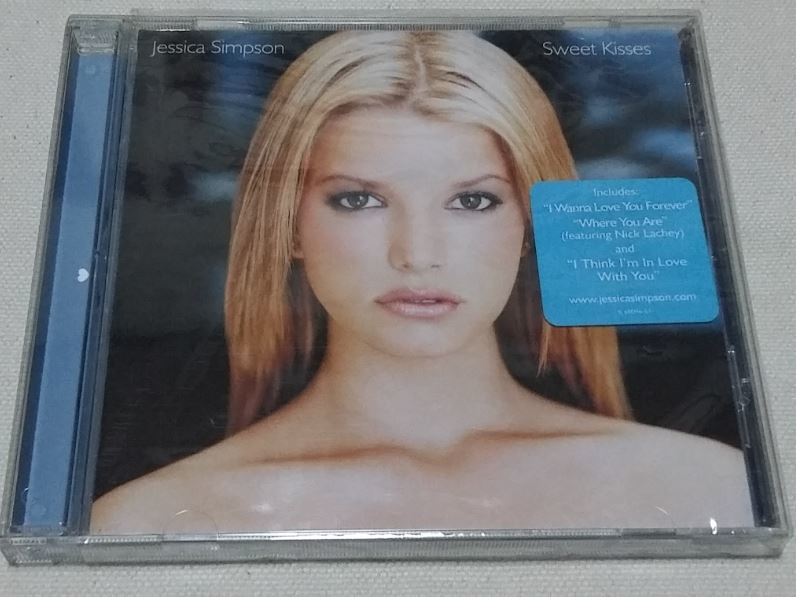 Jessica Simpson
Sweet Kisses
Includes:
"I Wanna Love You Forever"
"Where You Are"
(featuring Nick Lachey)
and
"I Think I'm In Love
With You"
www.jessicasimpson.com